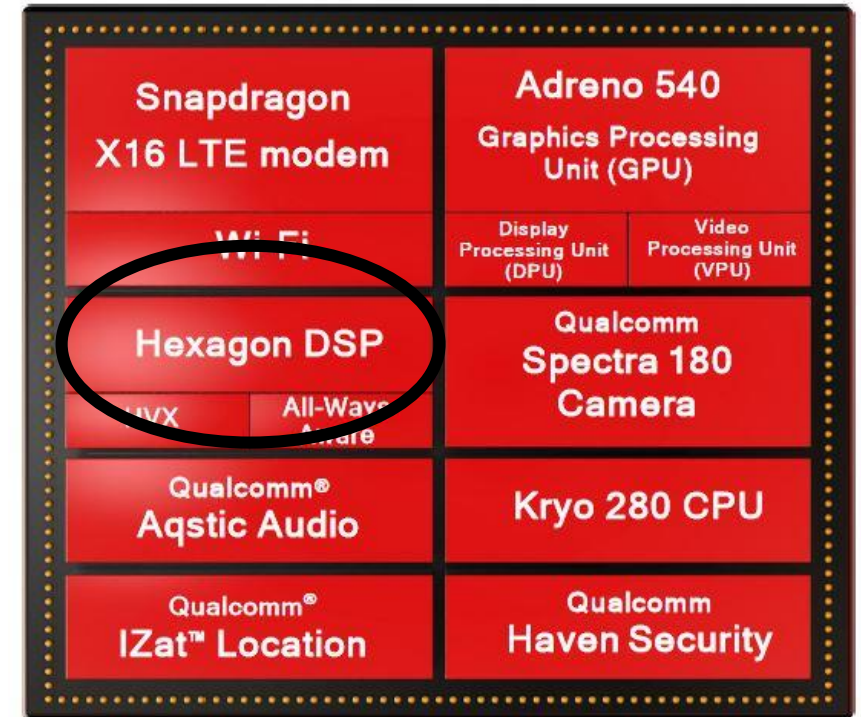 Snapdragon
X16 LTE modem
Wi-Fi
Adreno 540
Graphics Processing
Unit (GPU)
Display
Processing Unit
(DPU)
Video
Processing Unit
(VPU)
Hexagon DSP
HVX
All-Ways
Aware
Qualcomm
Spectra 180
Camera
Qualcomm®
Aqstic Audio
Kryo 280 CPU
Qualcomm®
IZat™ Location
Qualcomm
Haven Security